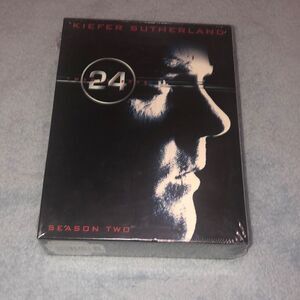 KIEFER SUTHERLAND
24
SEASON TWO